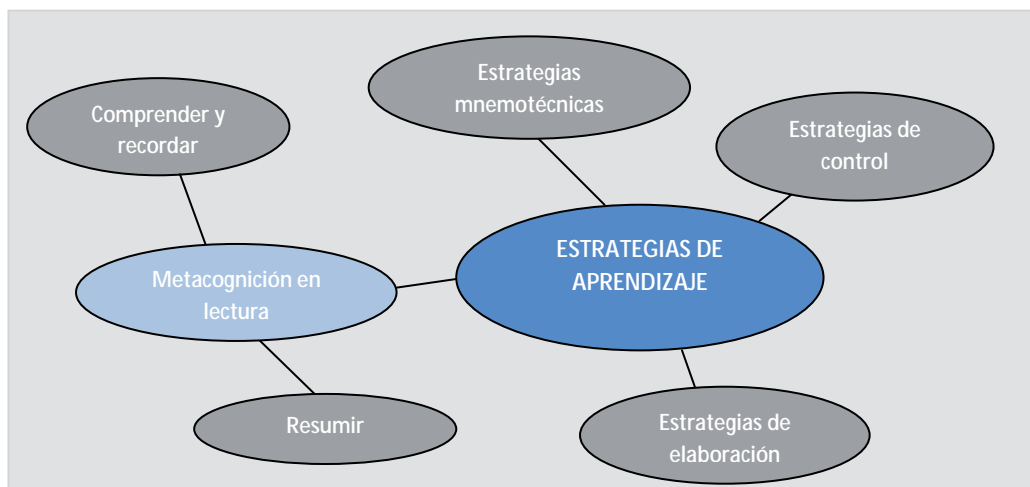 Estrategias
mnemotécnicas
Comprender y
recordar
Estrategias de
control
ESTRATEGIAS DE
APRENDIZAJE
Metacognición en
lectura
Resumir
Estrategias de
elaboración